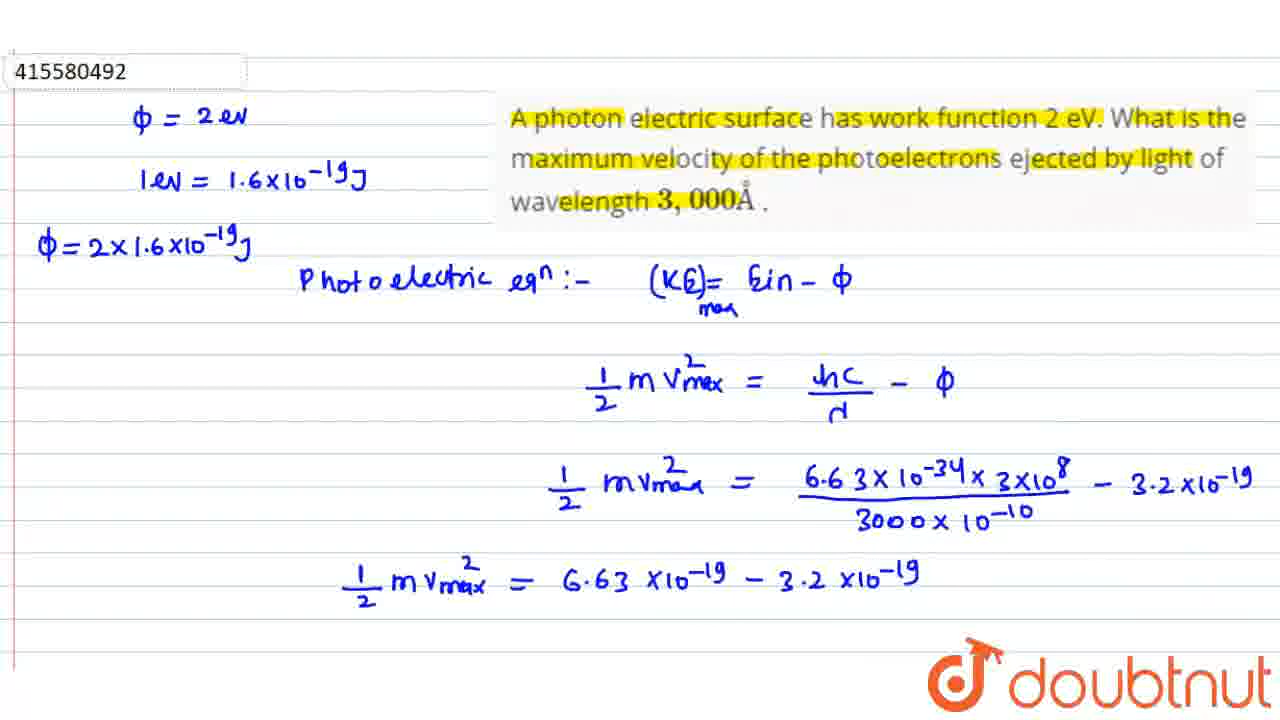 415580492
A photon electric surface has work function 2 eV. What is the
maximum velocity of the photoelectrons ejected by light of
wavelength 3, 000Å .
ϕ = 2 ev
1 ev = 1.6 × 10⁻¹⁹ J
ϕ = 2 × 1.6 × 10⁻¹⁹ J
Photoelectric eqⁿ :- (KE)max = Ein - ϕ
1/2 m v²max = hc/λ - ϕ
1/2 m v²max = 6.63 × 10⁻³⁴ × 3 × 10⁸ / 3000 × 10⁻¹⁰ - 3.2 × 10⁻¹⁹
1/2 m v²max = 6.63 × 10⁻¹⁹ - 3.2 × 10⁻¹⁹
doubtnut